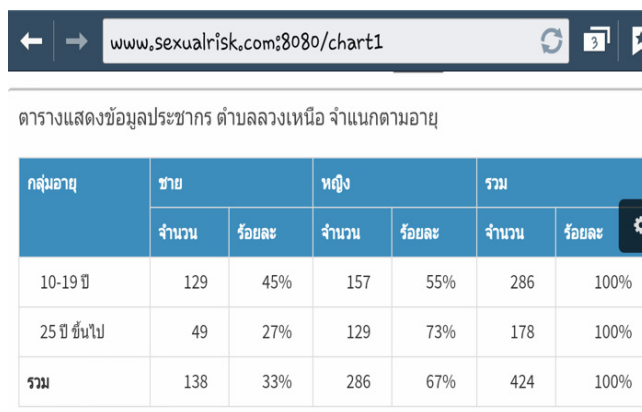 www.sexualrisk.com:8080/chart1
3
ตารางแสดงข้อมูลประชากร ตำบลลวงเหนือ จำแนกตามอายุ
กลุ่มอายุ ชาย หญิง รวม
จำนวน ร้อยละ จำนวน ร้อยละ จำนวน ร้อยละ
10-19 ปี 129 45% 157 55% 286 100%
25 ปี ขึ้นไป 49 27% 129 73% 178 100%
รวม 138 33% 286 67% 424 100%